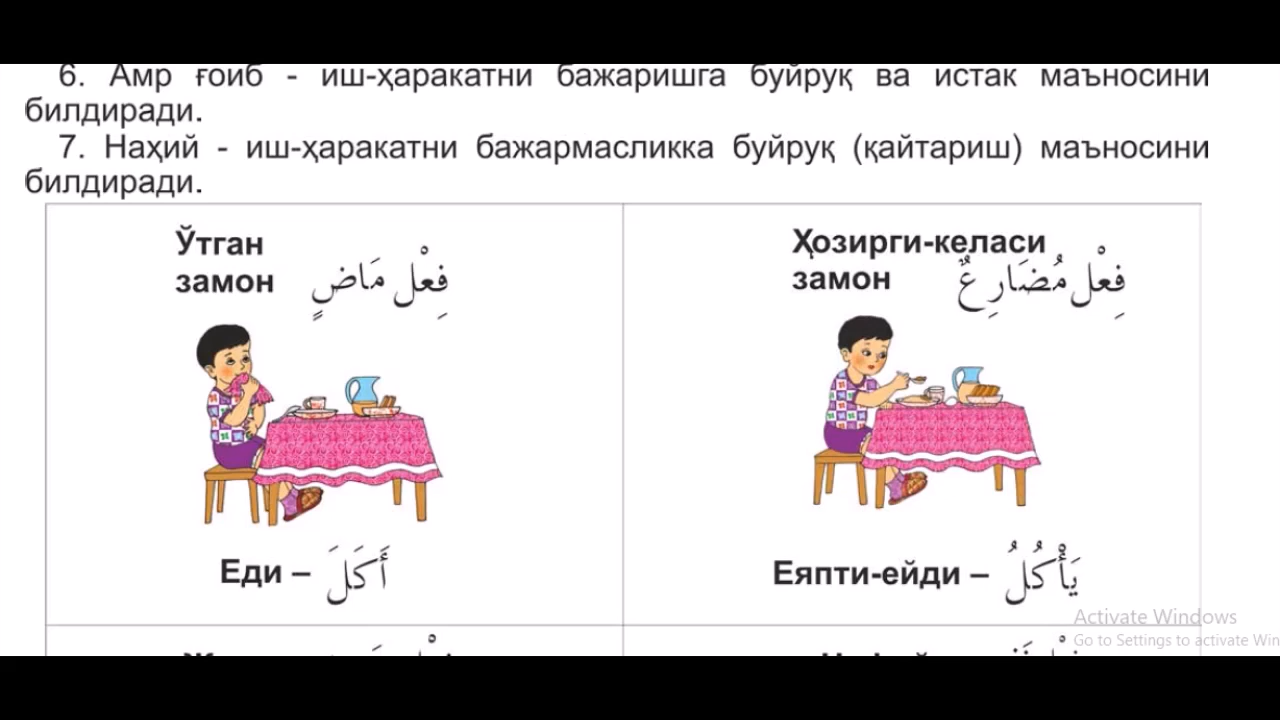 6. Амр ғоиб - иш-ҳаракатни бажаришга буйруқ ва истак маъносини
билдиради.
7. Наҳий - иш-ҳаракатни бажармасликка буйруқ (қайтариш) маъносини
билдиради.
Ўтган
замон فِعْل مَاضٍ
Еди – أَكَلَ
Ҳозирги-келаси
замон فِعْل مُضَارِعٌ
Еяпти-ейди – يَأْكُلُ
Activate Windows
Go to Settings to activate Win